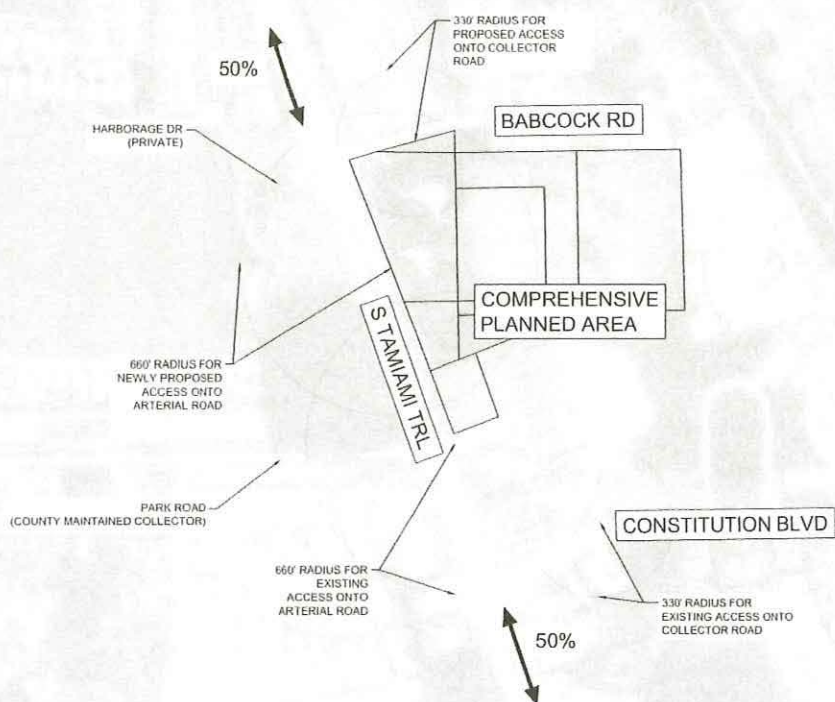 330' RADIUS FOR
PROPOSED ACCESS
ONTO COLLECTOR
ROAD
50%
BABCOCK RD
HARBORAGE DR
(PRIVATE)
COMPREHENSIVE
PLANNED AREA
S TAMIAMI TRL
660' RADIUS FOR
NEWLY PROPOSED
ACCESS ONTO
ARTERIAL ROAD
PARK ROAD
(COUNTY MAINTAINED COLLECTOR)
CONSTITUTION BLVD
660' RADIUS FOR
EXISTING
ACCESS ONTO
ARTERIAL ROAD
330' RADIUS FOR
EXISTING ACCESS ONTO
COLLECTOR ROAD
50%